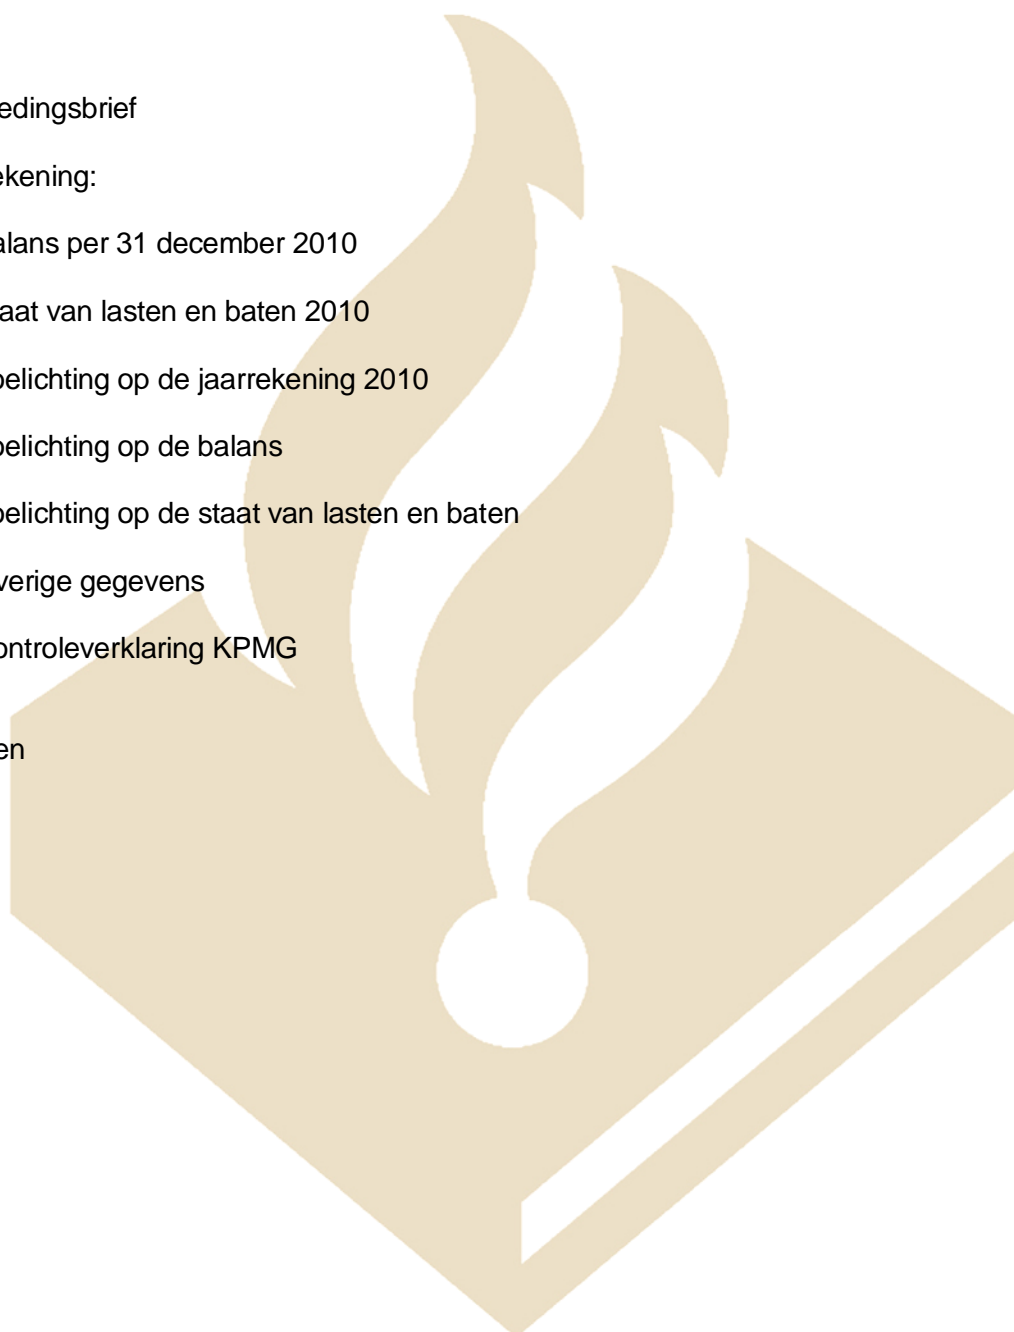 edingsbrief
ekening:
alans per 31 december 2010
aat van lasten en baten 2010
oelichting op de jaarrekening 2010
oelichting op de balans
oelichting op de staat van lasten en baten
verige gegevens
ontroleverklaring KPMG
en